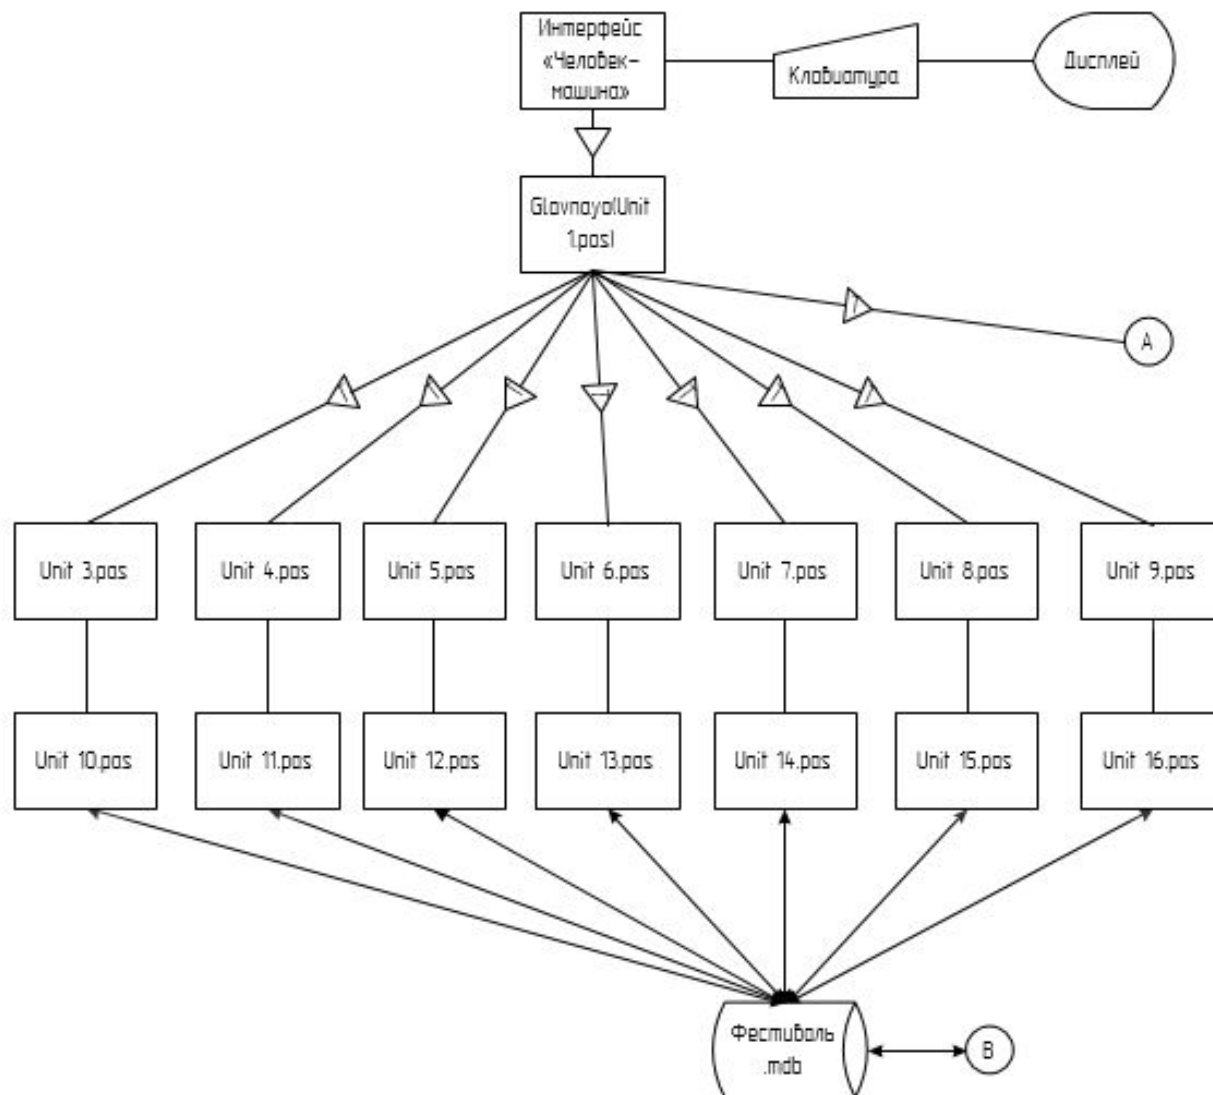 Интерфейс
«Человек-
машина»
Клавиатура
Дисплей
Glavnaya(Unit
1.pas)
A
Unit 3.pas
Unit 4.pas
Unit 5.pas
Unit 6.pas
Unit 7.pas
Unit 8.pas
Unit 9.pas
Unit 10.pas
Unit 11.pas
Unit 12.pas
Unit 13.pas
Unit 14.pas
Unit 15.pas
Unit 16.pas
Фестиваль
.mdb
B